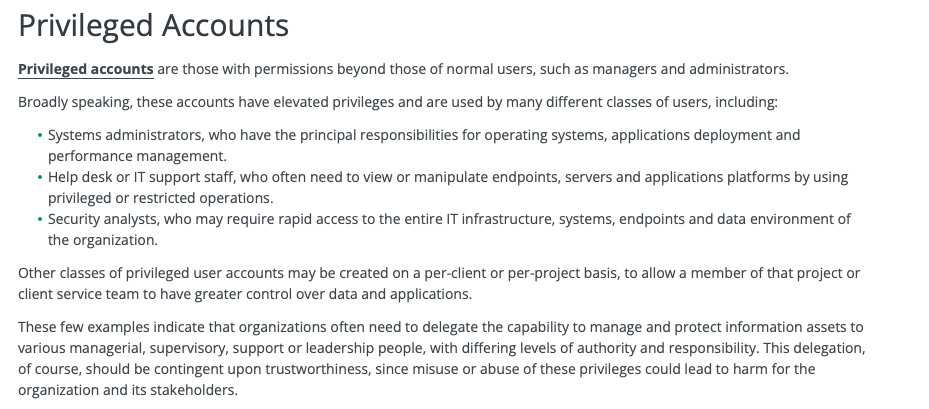 Privileged Accounts
Privileged accounts are those with permissions beyond those of normal users, such as managers and administrators.
Broadly speaking, these accounts have elevated privileges and are used by many different classes of users, including:
• Systems administrators, who have the principal responsibilities for operating systems, applications deployment and
performance management.
• Help desk or IT support staff, who often need to view or manipulate endpoints, servers and applications platforms by using
privileged or restricted operations.
• Security analysts, who may require rapid access to the entire IT infrastructure, systems, endpoints and data environment of
the organization.
Other classes of privileged user accounts may be created on a per-client or per-project basis, to allow a member of that project or
client service team to have greater control over data and applications.
These few examples indicate that organizations often need to delegate the capability to manage and protect information assets to
various managerial, supervisory, support or leadership people, with differing levels of authority and responsibility. This delegation,
of course, should be contingent upon trustworthiness, since misuse or abuse of these privileges could lead to harm for the
organization and its stakeholders.